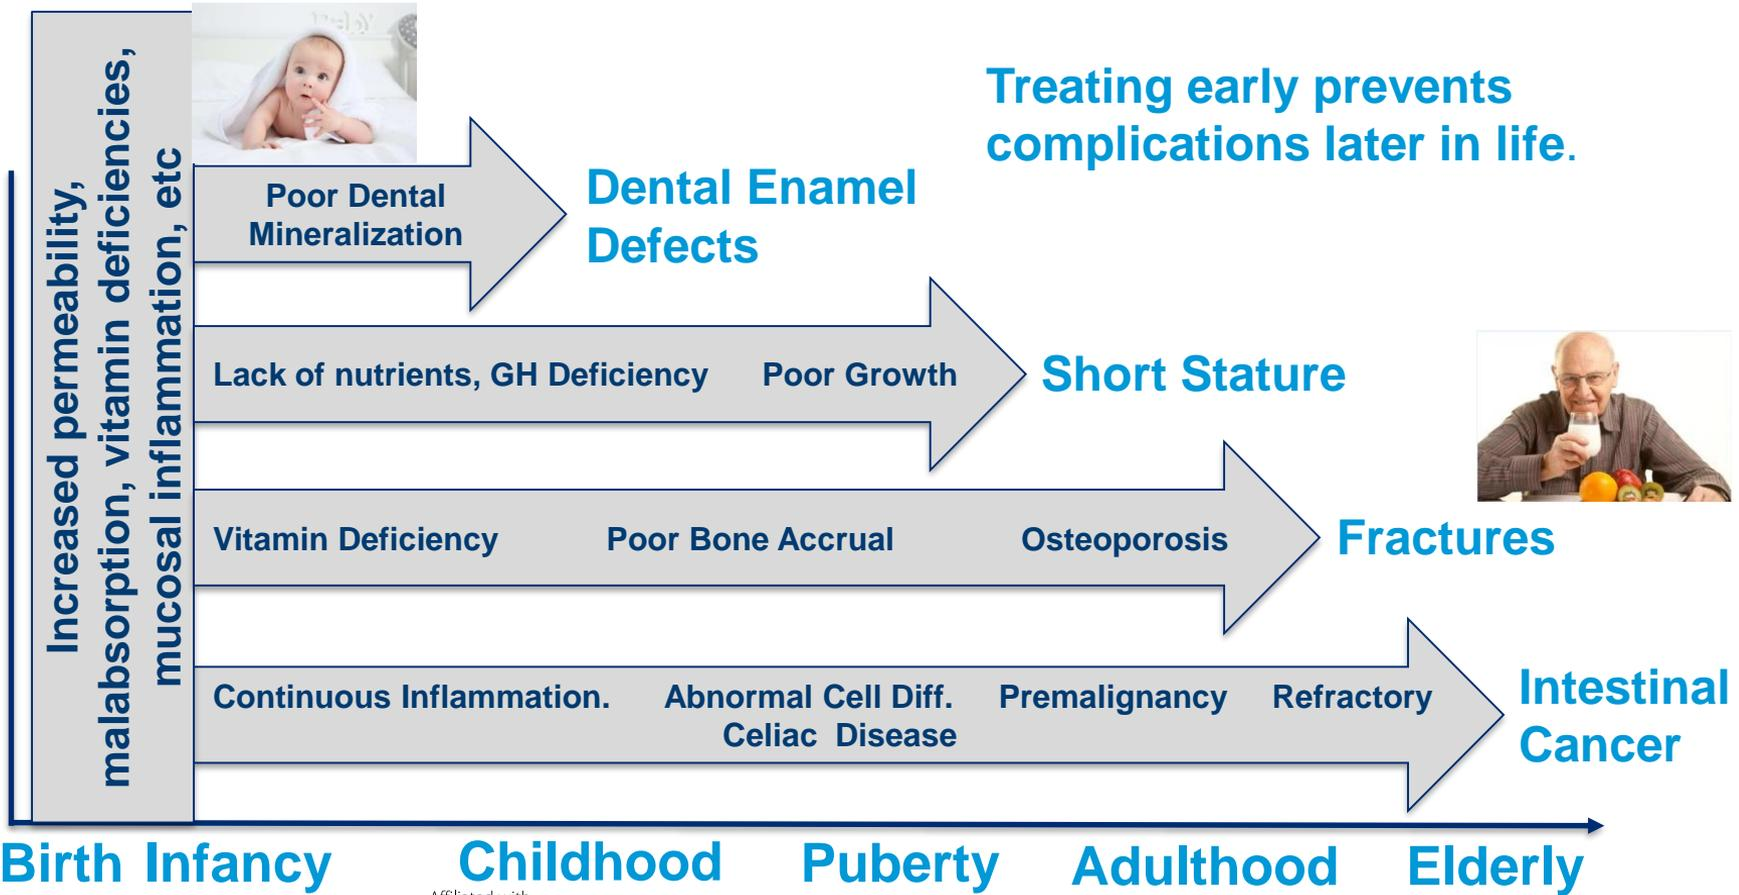 Increased permeability,
malabsorption, vitamin deficiencies,
mucosal inflammation, etc
Treating early prevents
complications later in life.
Poor Dental
Mineralization
Dental Enamel
Defects
Lack of nutrients, GH Deficiency Poor Growth
Short Stature
Vitamin Deficiency Poor Bone Accrual Osteoporosis
Fractures
Continuous Inflammation. Abnormal Cell Diff. Premalignancy Refractory
Celiac Disease
Intestinal
Cancer
Birth Infancy Childhood Puberty Adulthood Elderly
Affiliated with